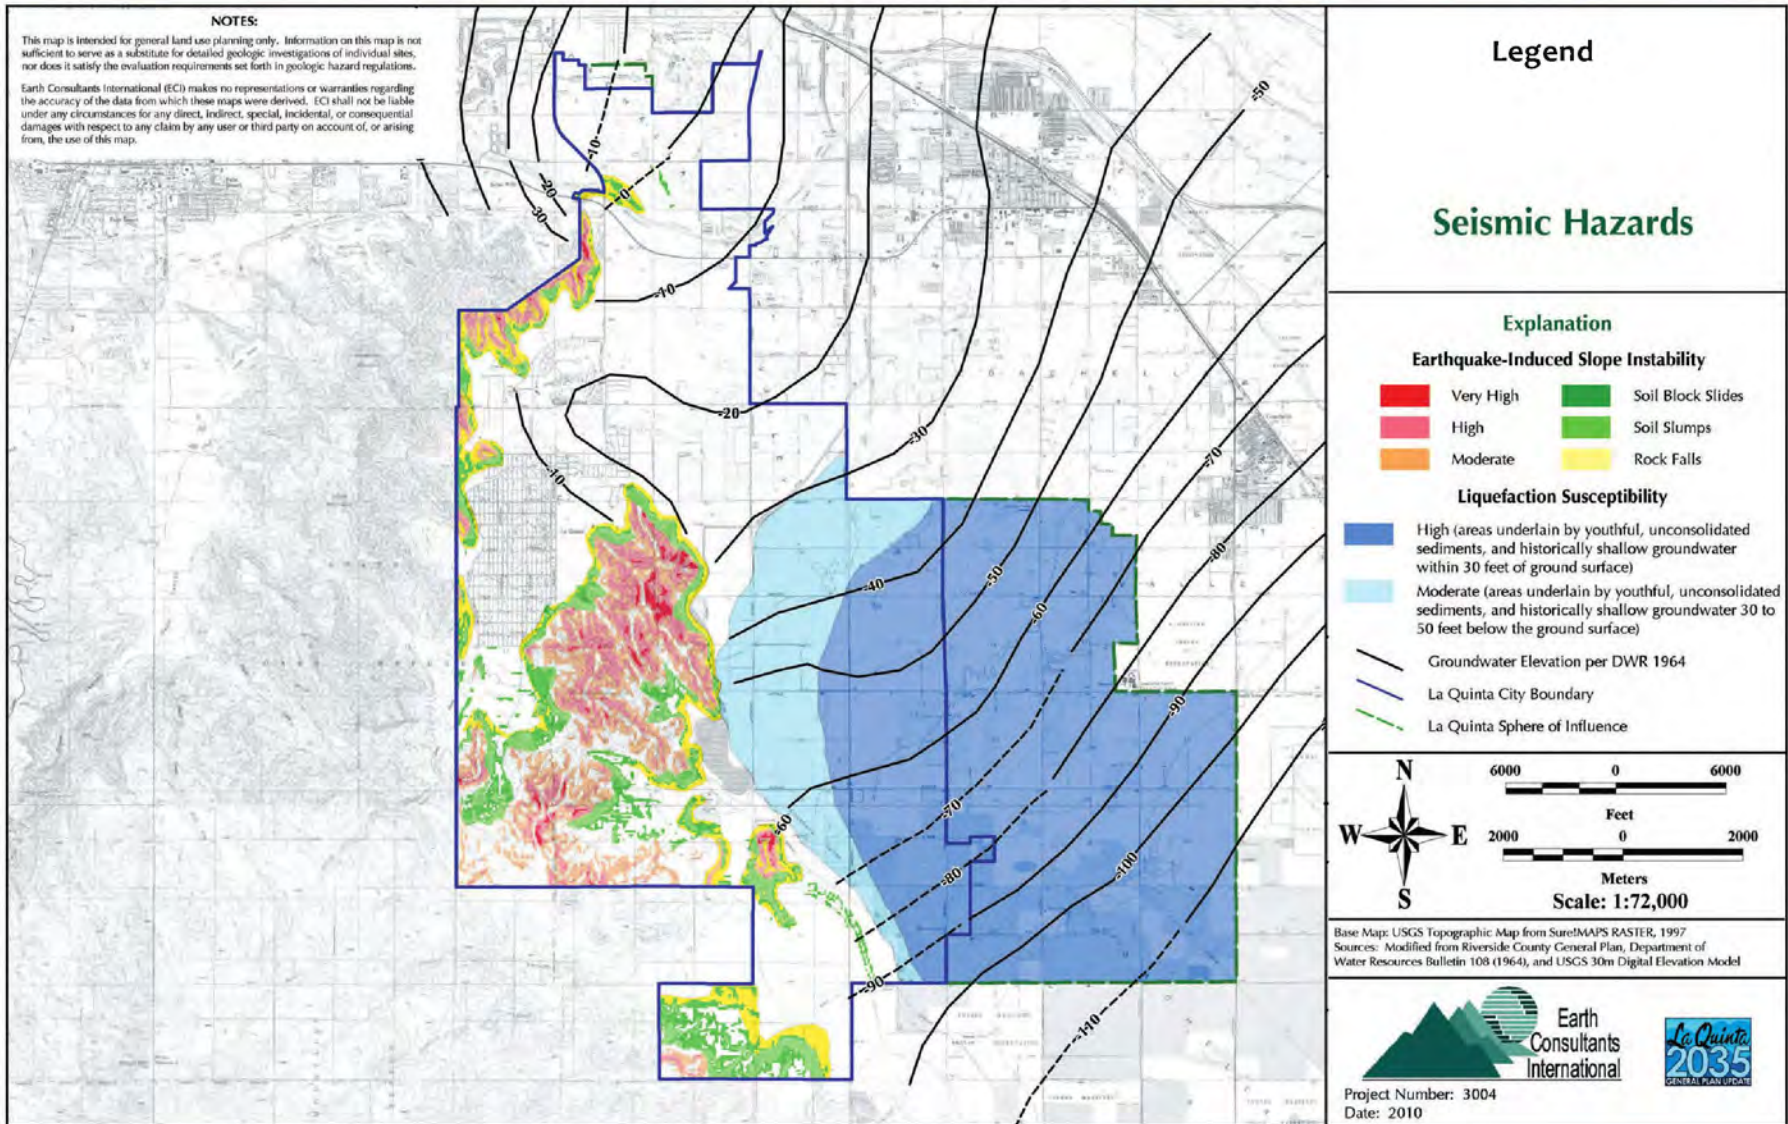 NOTES:
This map is intended for general land use planning only. Information on this map is not
sufficient to serve as a substitute for detailed geologic investigations of individual sites,
nor does it satisfy the evaluation requirements set forth in geologic hazard regulations.
Earth Consultants International (ECI) makes no representations or warranties regarding
the accuracy of the data from which these maps were derived. ECI shall not be liable
under any circumstances for any direct, indirect, special, incidental, or consequential
damages with respect to any claim by any user or third party on account of, or arising
from, the use of this map.
-50
-10
0
-20
-30
-10
-20
-30
-10
-70
-80
-50
-40
-60
-90
-70
-60
-80
-100
-90
-110
Legend
Seismic Hazards
Explanation
Earthquake-Induced Slope Instability
Very High
Soil Block Slides
High
Soil Slumps
Moderate
Rock Falls
Liquefaction Susceptibility
High (areas underlain by youthful, unconsolidated
sediments, and historically shallow groundwater
within 30 feet of ground surface)
Moderate (areas underlain by youthful, unconsolidated
sediments, and historically shallow groundwater 30 to
50 feet below the ground surface)
Groundwater Elevation per DWR 1964
La Quinta City Boundary
La Quinta Sphere of Influence
N
W
E
S
6000 0 6000
Feet
2000 0 2000
Meters
Scale: 1:72,000
Base Map: USGS Topographic Map from Sure!MAPS RASTER, 1997
Sources: Modified from Riverside County General Plan, Department of
Water Resources Bulletin 108 (1964), and USGS 30m Digital Elevation Model
Earth
Consultants
International
La Quinta
2035
GENERAL PLAN UPDATE
Project Number: 3004
Date: 2010